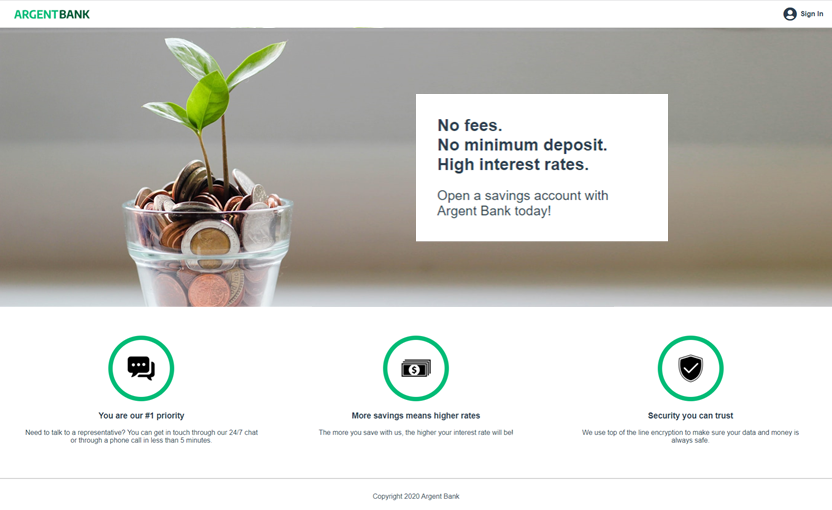 ARGENTBANK
Sign In
No fees.
No minimum deposit.
High interest rates.
Open a savings account with
Argent Bank today!
You are our #1 priority
Need to talk to a representative? You can get in touch through our 24/7 chat
or through a phone call in less than 5 minutes.
More savings means higher rates
The more you save with us, the higher your interest rate will be!
Security you can trust
We use top of the line encryption to make sure your data and money is
always safe.
Copyright 2020 Argent Bank